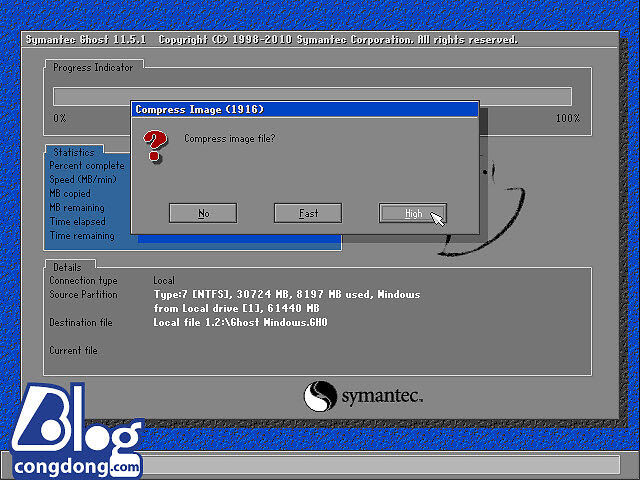 Symantec Ghost 11.5.1   Copyright (C) 1998-2010 Symantec Corporation. All rights reserved.
Progress Indicator
0%
100%
Compress Image (1916)
Compress image file?
No
Fast
High
Statistics
Percent complete
Speed (MB/min)
MB copied
MB remaining
Time elapsed
Time remaining
Details
Connection type Local
Source Partition Type:7 [NTFS], 30724 MB, 8197 MB used, Windows
from Local drive [1], 61440 MB
Destination file Local file 1.2:\Ghost Windows.GHO
Current file
symantec.
Blog
congdong.com